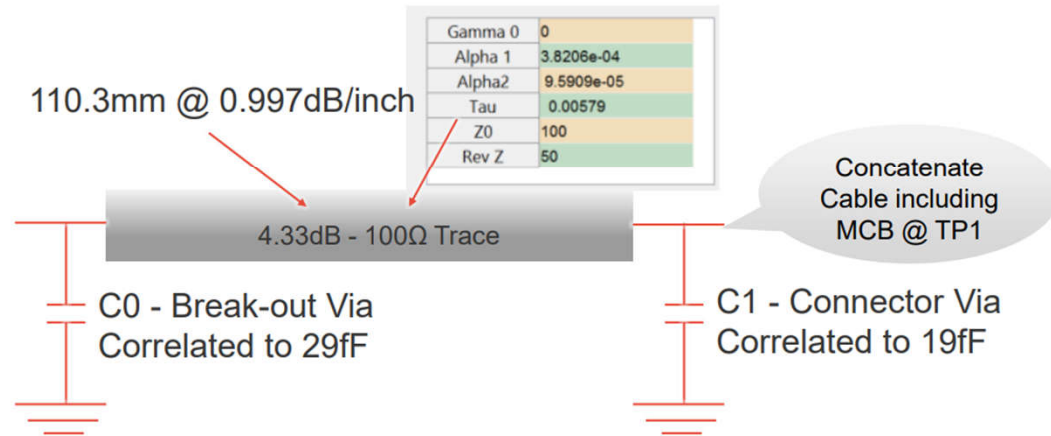 Gamma 0 0
Alpha 1 3.8206e-04
Alpha2 9.5909e-05
Tau 0.00579
Z0 100
Rev Z 50
110.3mm @ 0.997dB/inch
4.33dB - 100Ω Trace
Concatenate
Cable including
MCB @ TP1
C0 - Break-out Via
Correlated to 29fF
C1 - Connector Via
Correlated to 19fF